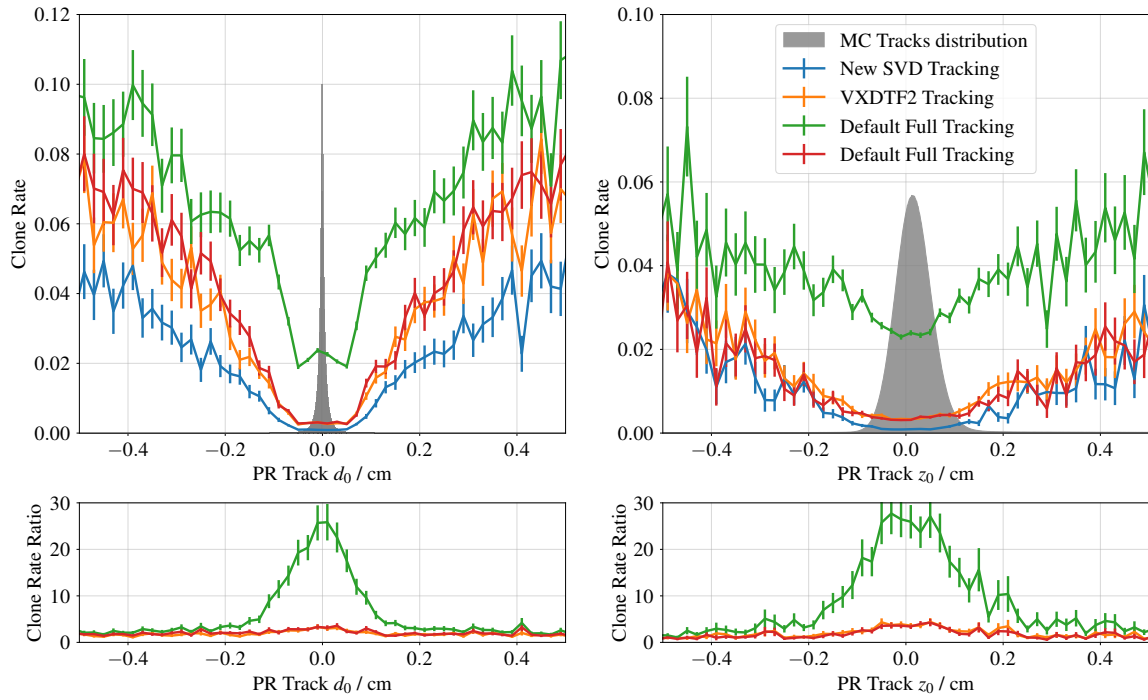 0.12
0.10
0.08
0.06
0.04
0.02
0.00
Clone Rate
−0.4 −0.2 0.0 0.2 0.4
PR Track d₀ / cm
0.10
0.08
0.06
0.04
0.02
0.00
Clone Rate
MC Tracks distribution
New SVD Tracking
VXDTF2 Tracking
Default Full Tracking
Default Full Tracking
−0.4 −0.2 0.0 0.2 0.4
PR Track z₀ / cm
30
20
10
0
Clone Rate Ratio
−0.4 −0.2 0.0 0.2 0.4
PR Track d₀ / cm
30
20
10
0
Clone Rate Ratio
−0.4 −0.2 0.0 0.2 0.4
PR Track z₀ / cm